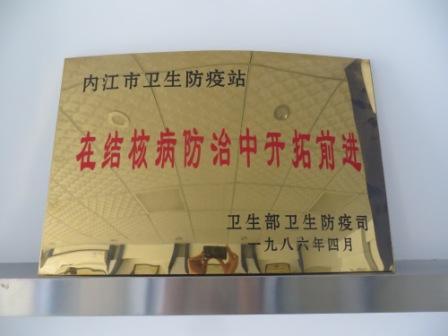 内江市卫生防疫站
在结核病防治中开拓前进
卫生部卫生防疫司
一九八六年四月